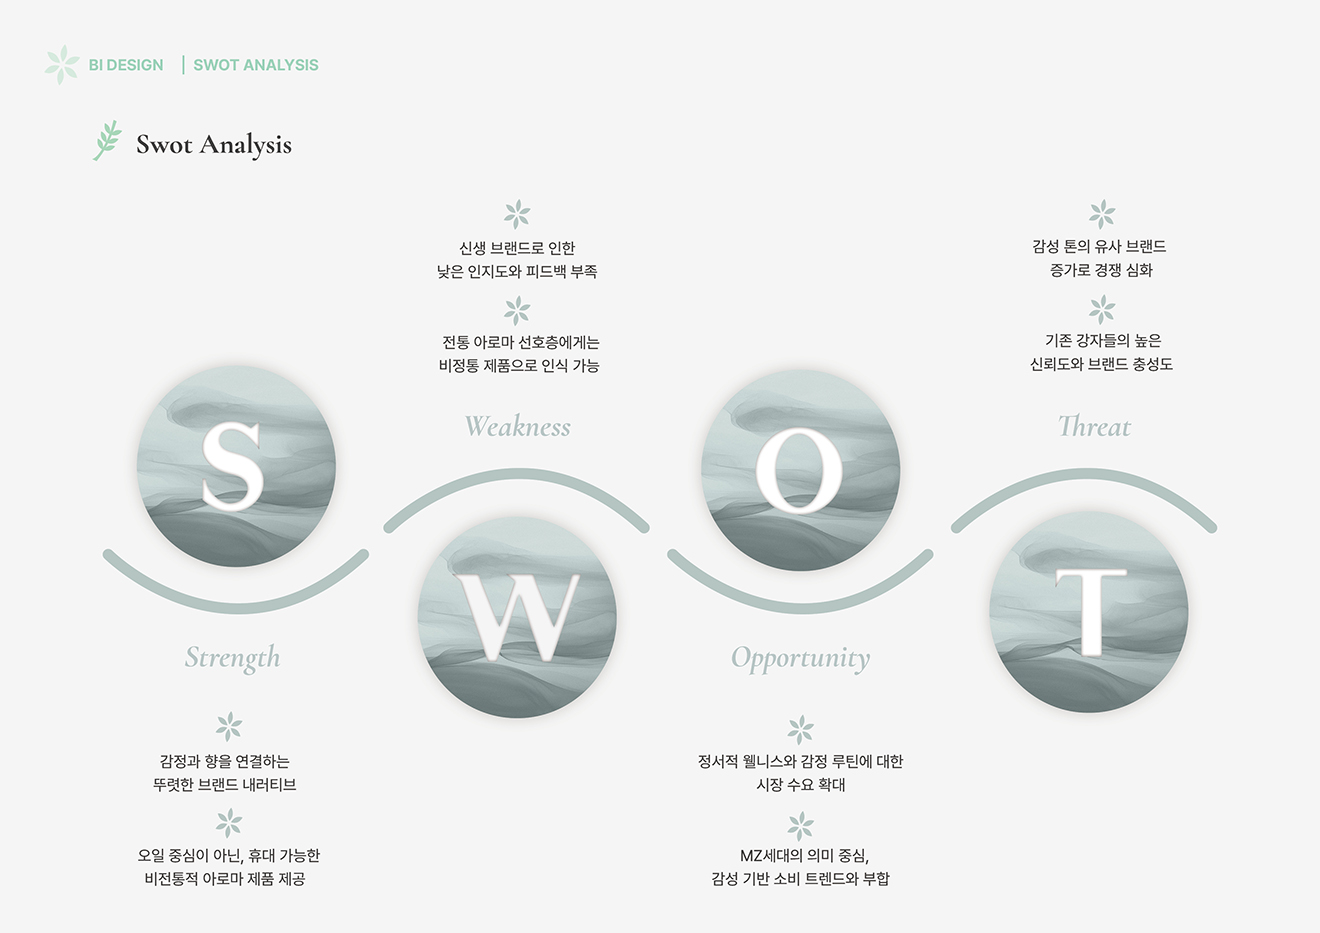 BI DESIGN | SWOT ANALYSIS
Swot Analysis
S
Strength
감정과 향을 연결하는
뚜렷한 브랜드 내러티브
오일 중심이 아닌, 휴대 가능한
비전통적 아로마 제품 제공
신생 브랜드로 인한
낮은 인지도와 피드백 부족
전통 아로마 선호층에게는
비정통 제품으로 인식 가능
Weakness
W
O
Opportunity
정서적 웰니스와 감정 루틴에 대한
시장 수요 확대
MZ세대의 의미 중심,
감성 기반 소비 트렌드와 부합
감성 톤의 유사 브랜드
증가로 경쟁 심화
기존 강자들의 높은
신뢰도와 브랜드 충성도
Threat
T